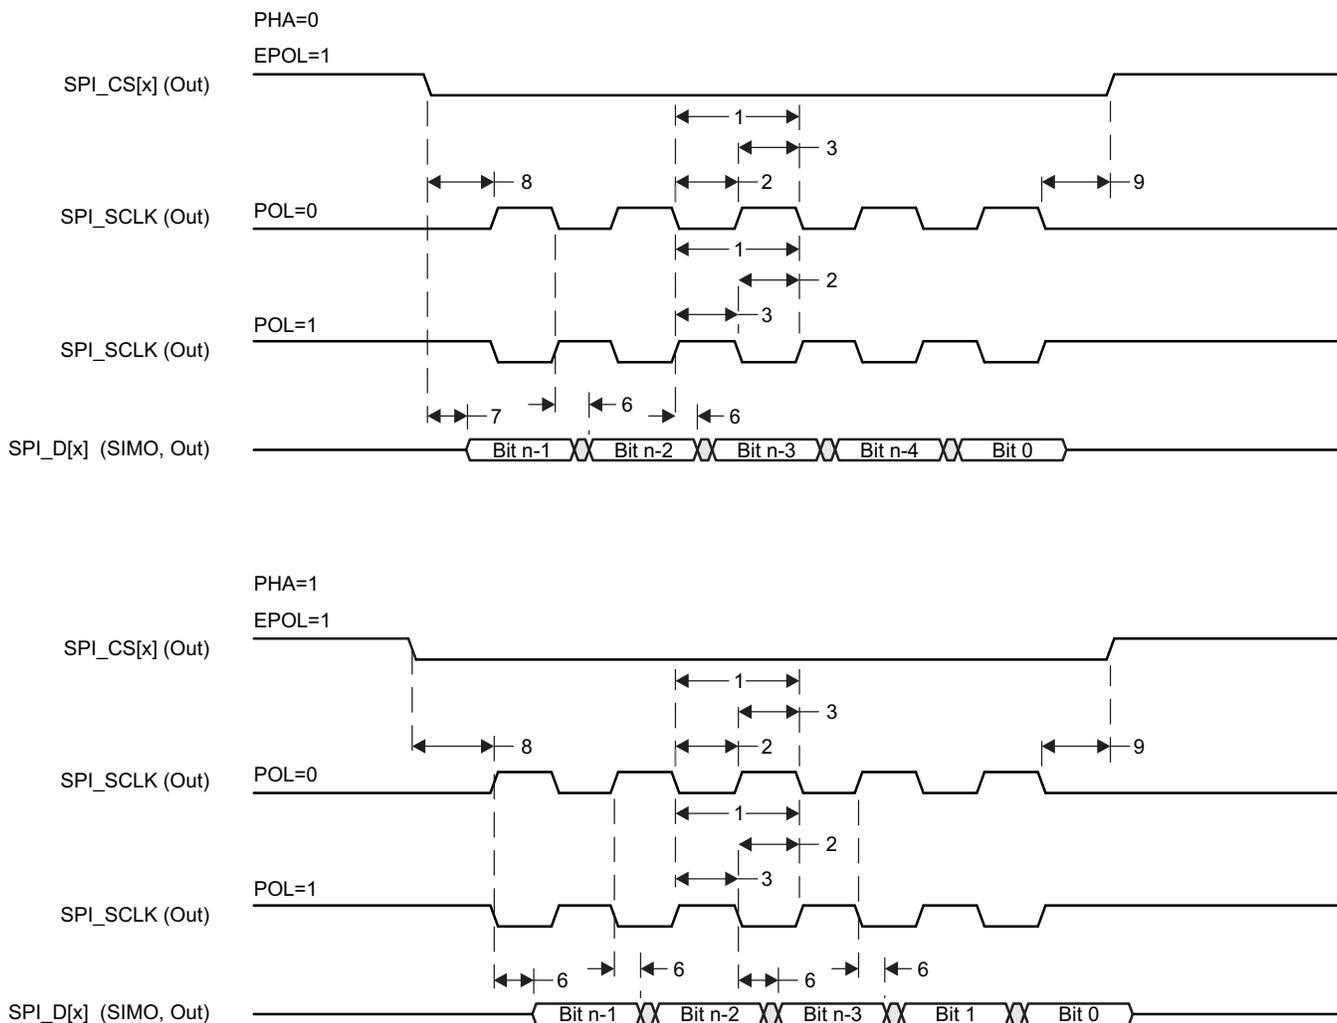 PHA=0
EPOL=1
SPI_CS[x] (Out)
1
3
8
2
9
SPI_SCLK (Out)
POL=0
1
2
3
POL=1
SPI_SCLK (Out)
7
6
6
SPI_D[x] (SIMO, Out)
Bit n-1
Bit n-2
Bit n-3
Bit n-4
Bit 0
PHA=1
EPOL=1
SPI_CS[x] (Out)
1
3
8
2
9
SPI_SCLK (Out)
POL=0
1
2
3
POL=1
SPI_SCLK (Out)
6
6
6
6
SPI_D[x] (SIMO, Out)
Bit n-1
Bit n-2
Bit n-3
Bit 1
Bit 0